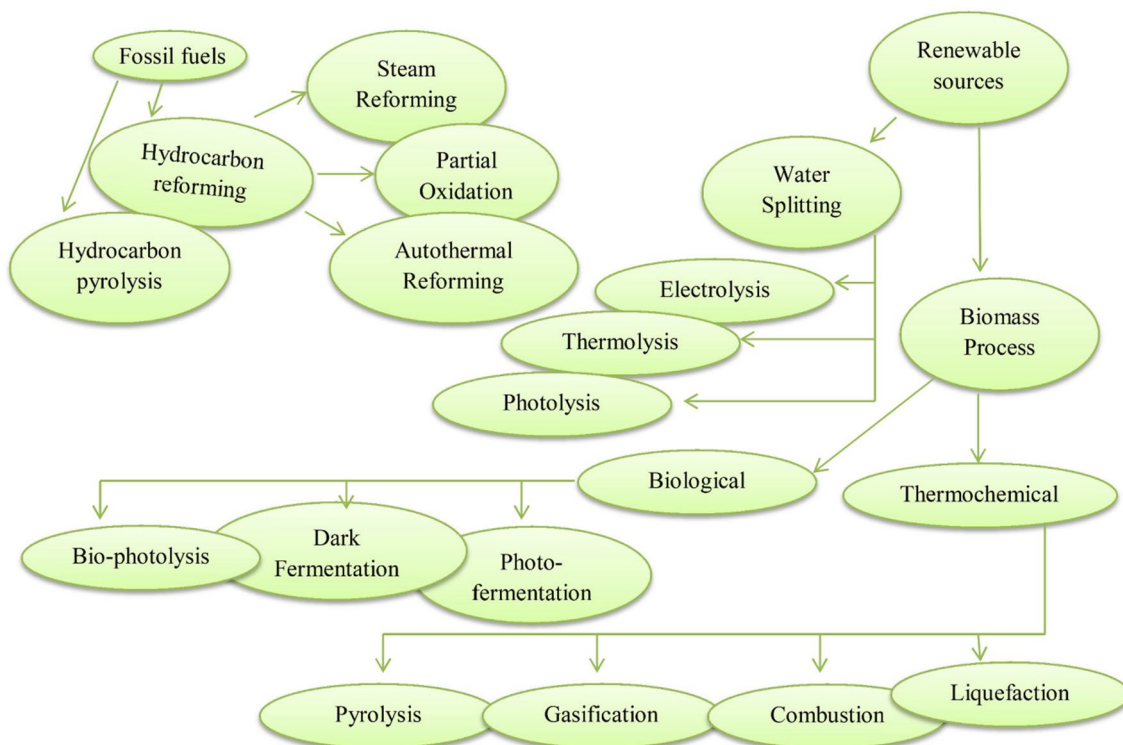 Fossil fuels
Steam
Reforming
Hydrocarbon
reforming
Partial
Oxidation
Hydrocarbon
pyrolysis
Autothermal
Reforming
Renewable
sources
Water
Splitting
Electrolysis
Thermolysis
Photolysis
Biomass
Process
Biological
Thermochemical
Bio-photolysis
Dark
Fermentation
Photo-
fermentation
Pyrolysis
Gasification
Combustion
Liquefaction